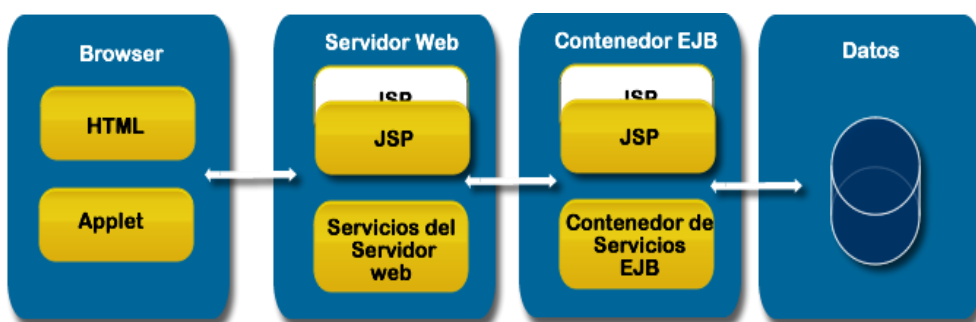 Browser
HTML
Applet
Servidor Web
JSP
JSP
Servicios del
Servidor
web
Contenedor EJB
JSP
JSP
Contenedor de
Servicios
EJB
Datos